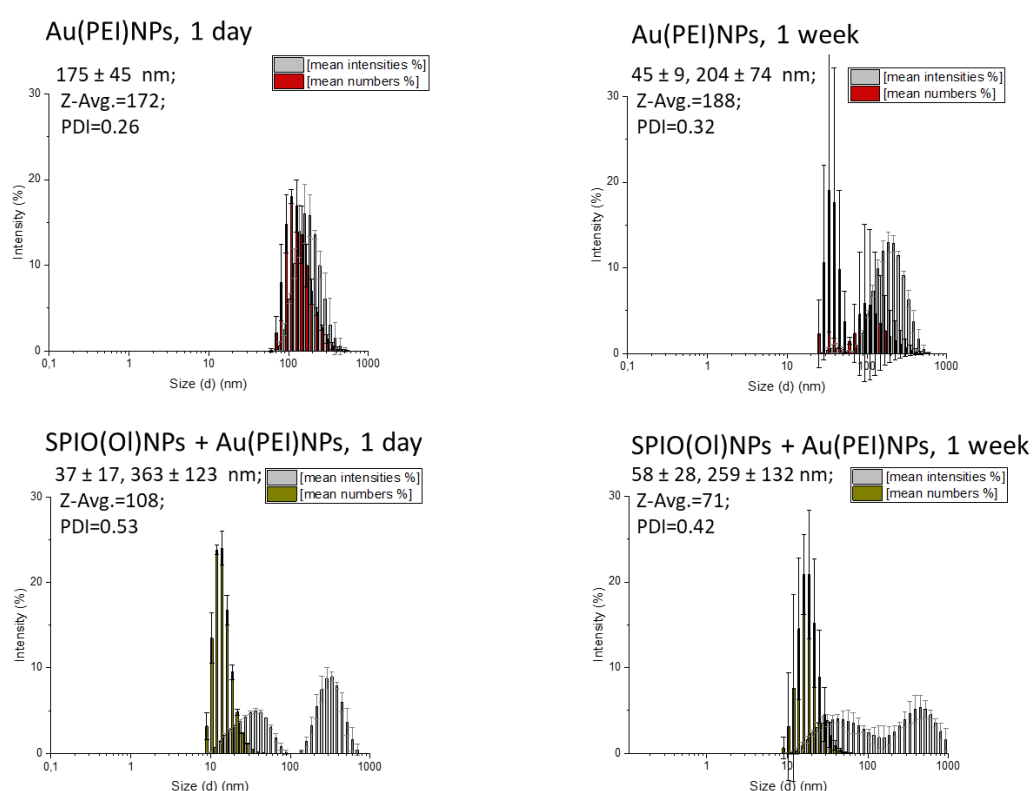 Au(PEI)NPs, 1 day
175 ± 45 nm;
Z-Avg.=172;
PDI=0.26
[mean intensities %]
[mean numbers %]
30
20
10
0
Intensity (%)
0,1
1
10
100
1000
Size (d) (nm)
Au(PEI)NPs, 1 week
45 ± 9, 204 ± 74 nm;
Z-Avg.=188;
PDI=0.32
[mean intensities %]
[mean numbers %]
30
20
10
0
Intensity (%)
0,1
1
10
100
1000
Size (d) (nm)
SPIO(Ol)NPs + Au(PEI)NPs, 1 day
37 ± 17, 363 ± 123 nm;
Z-Avg.=108;
PDI=0.53
[mean intensities %]
[mean numbers %]
30
20
10
0
Intensity (%)
0,1
1
10
100
1000
Size (d) (nm)
SPIO(Ol)NPs + Au(PEI)NPs, 1 week
58 ± 28, 259 ± 132 nm;
Z-Avg.=71;
PDI=0.42
[mean intensities %]
[mean numbers %]
30
20
10
0
Intensity (%)
1
10
100
1000
Size (d) (nm)